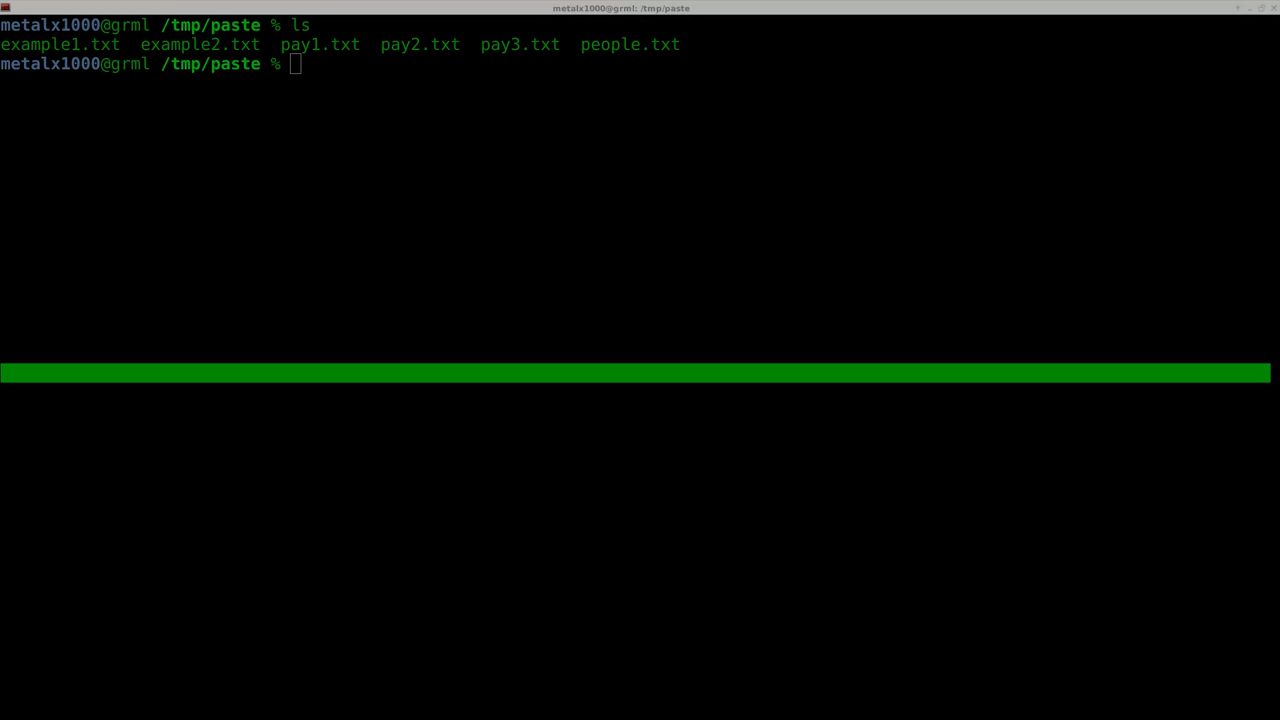 metalx1000@grml: /tmp/paste
metalx1000@grml /tmp/paste % ls
example1.txt  example2.txt  pay1.txt  pay2.txt  pay3.txt  people.txt
metalx1000@grml /tmp/paste %